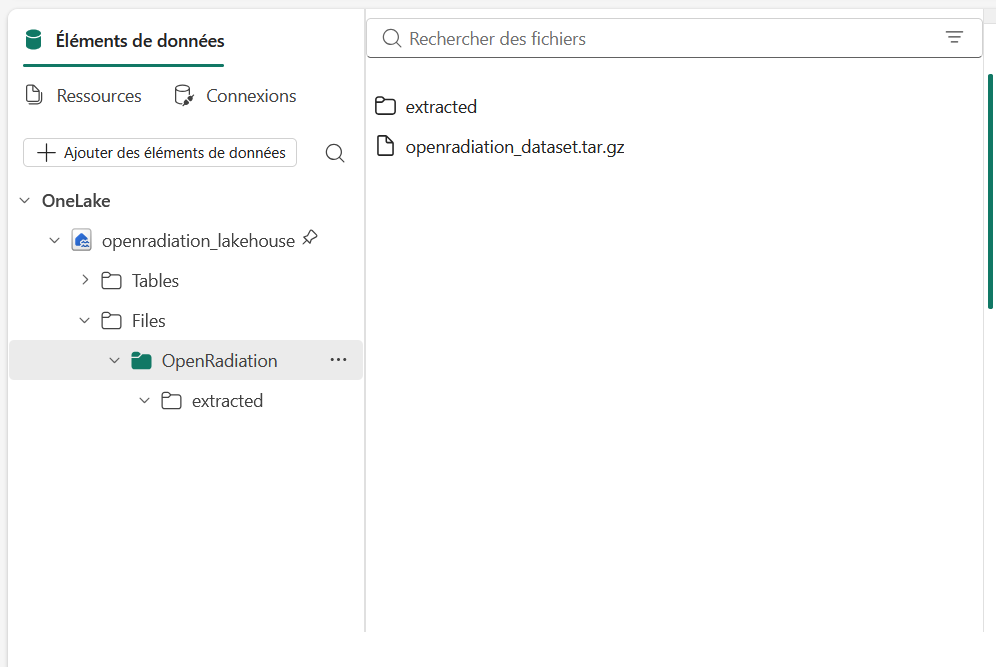 Éléments de données
Ressources
Connexions
Ajouter des éléments de données
OneLake
openradiation_lakehouse
Tables
Files
OpenRadiation
extracted
Rechercher des fichiers
extracted
openradiation_dataset.tar.gz